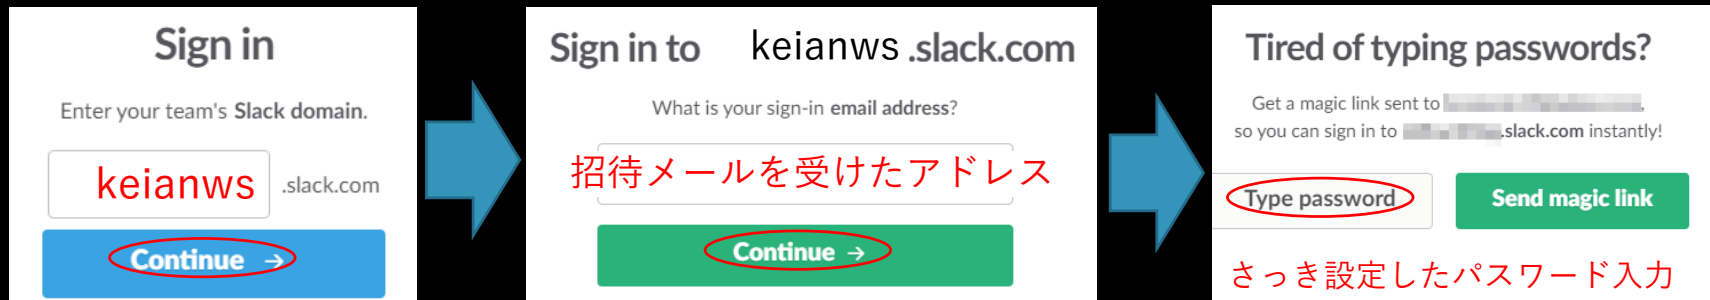 Sign in
Enter your team's Slack domain.
keianws .slack.com
Continue →
Sign in to keianws .slack.com
What is your sign-in email address?
招待メールを受けたアドレス
Continue →
Tired of typing passwords?
Get a magic link sent to
so you can sign in to .slack.com instantly!
Type password
Send magic link
さっき設定したパスワード入力